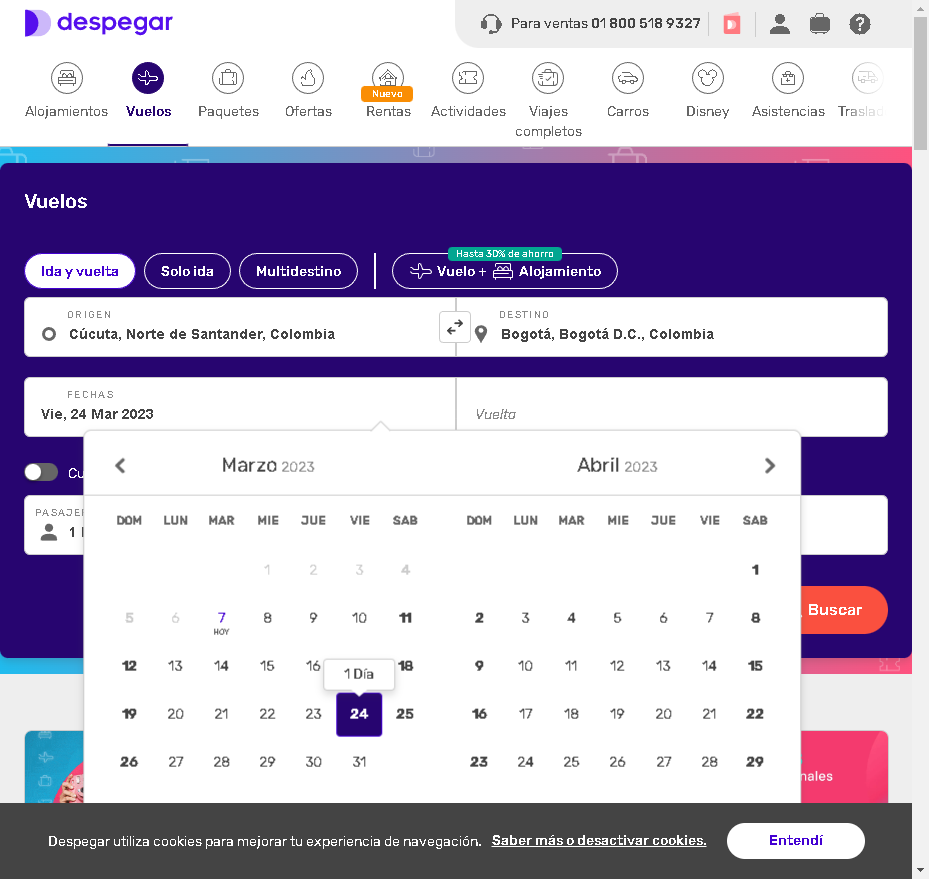 despegar
Para ventas 01 800 518 9327
Alojamientos
Vuelos
Paquetes
Ofertas
Nuevo
Rentas
Actividades
Viajes
completos
Carros
Disney
Asistencias
Traslad
Vuelos
Hasta 30% de ahorro
Ida y vuelta
Solo ida
Multidestino
Vuelo + Alojamiento
ORIGEN
Cúcuta, Norte de Santander, Colombia
DESTINO
Bogotá, Bogotá D.C., Colombia
FECHAS
Vie, 24 Mar 2023
Vuelta
Marzo 2023
Abril 2023
DOM LUN MAR MIE JUE VIE SAB
DOM LUN MAR MIE JUE VIE SAB
1 2 3 4
1
5 6 7 8 9 10 11
HOY
2 3 4 5 6 7 8
12 13 14 15 16 18
1 Día
9 10 11 12 13 14 15
19 20 21 22 23 24 25
16 17 18 19 20 21 22
26 27 28 29 30 31
23 24 25 26 27 28 29
Cu
PASAJE
1
Buscar
nales
Despegar utiliza cookies para mejorar tu experiencia de navegación. Saber más o desactivar cookies.
Entendí